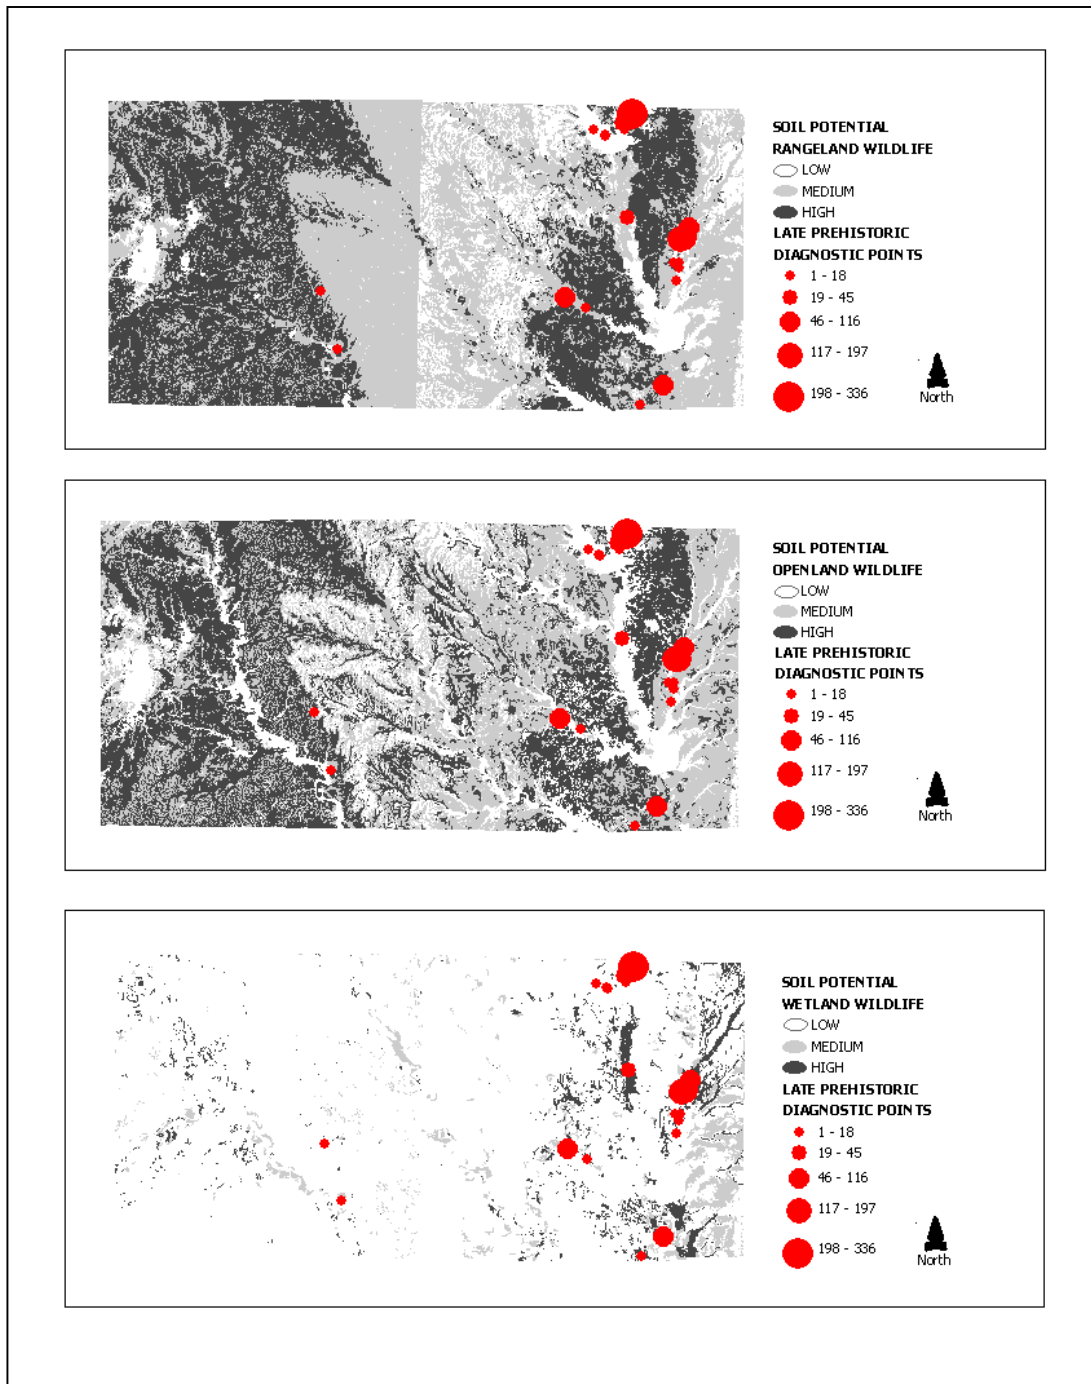 SOIL POTENTIAL
RANGELAND WILDLIFE
LOW
MEDIUM
HIGH
LATE PREHISTORIC
DIAGNOSTIC POINTS
1 - 18
19 - 45
46 - 116
117 - 197
198 - 336
North
SOIL POTENTIAL
OPENLAND WILDLIFE
LOW
MEDIUM
HIGH
LATE PREHISTORIC
DIAGNOSTIC POINTS
1 - 18
19 - 45
46 - 116
117 - 197
198 - 336
North
SOIL POTENTIAL
WETLAND WILDLIFE
LOW
MEDIUM
HIGH
LATE PREHISTORIC
DIAGNOSTIC POINTS
1 - 18
19 - 45
46 - 116
117 - 197
198 - 336
North